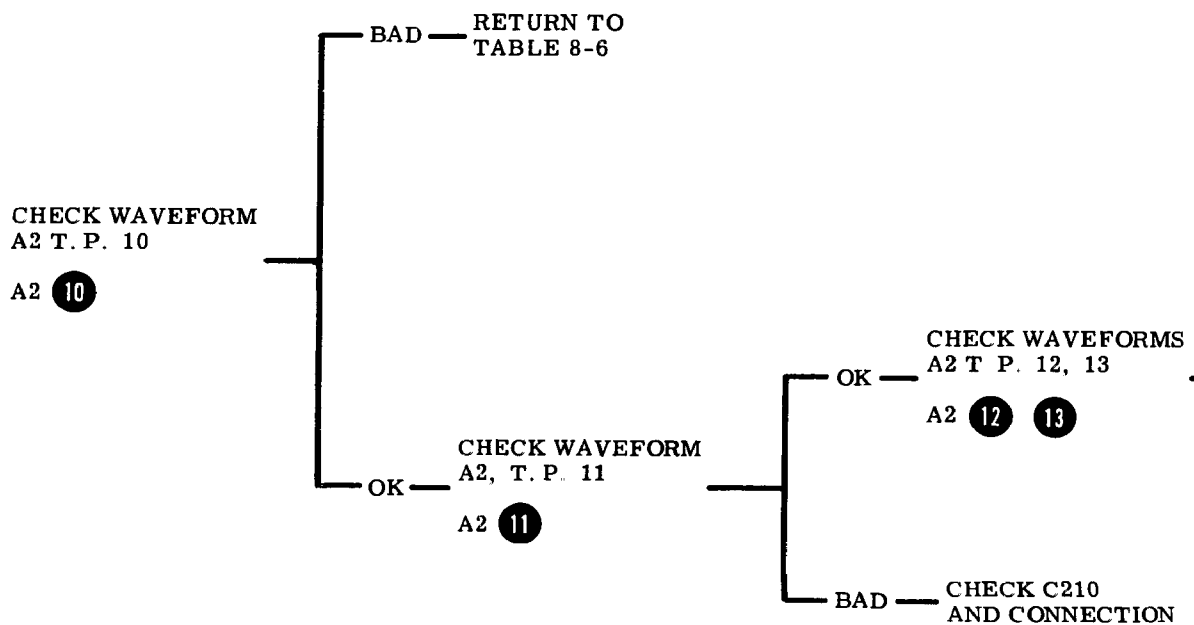 BAD
RETURN TO
TABLE 8-6
CHECK WAVEFORM
A2 T. P. 10
A2 10
OK
CHECK WAVEFORM
A2, T. P. 11
A2 11
OK
CHECK WAVEFORMS
A2 T P. 12, 13
A2 12 13
BAD
CHECK C210
AND CONNECTION